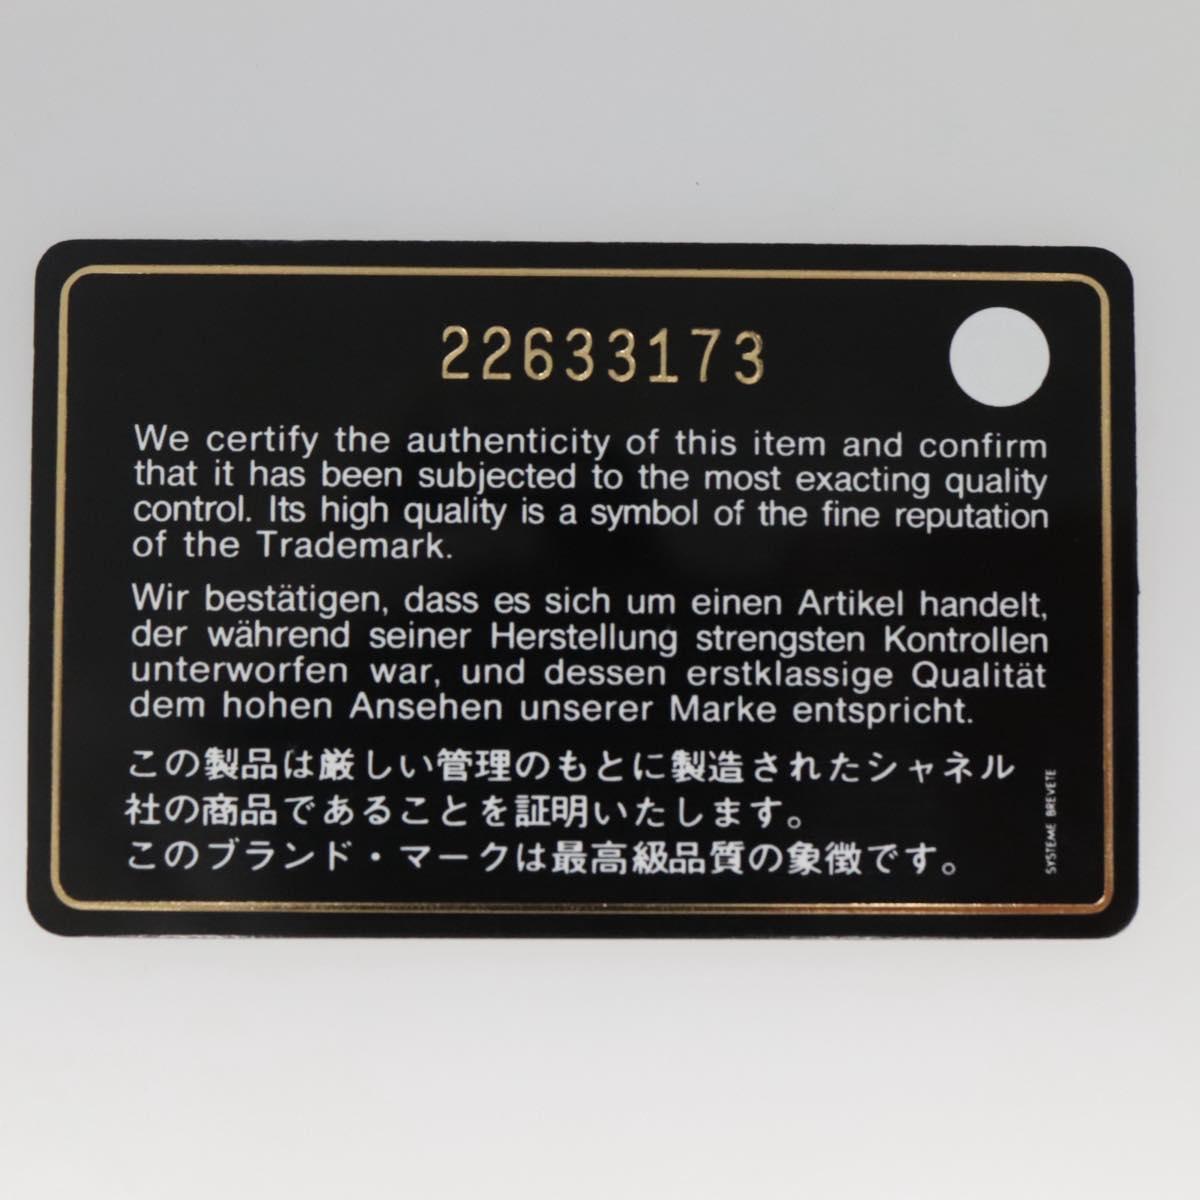 22633173
We certify the authenticity of this item and confirm
that it has been subjected to the most exacting quality
control. Its high quality is a symbol of the fine reputation
of the Trademark.
Wir bestätigen, dass es sich um einen Artikel handelt,
der während seiner Herstellung strengsten Kontrollen
unterworfen war, und dessen erstklassige Qualität
dem hohen Ansehen unserer Marke entspricht.
この製品は厳しい管理のもとに製造されたシャネル
社の商品であることを証明いたします。
このブランド・マークは最高級品質の象徴です。
SYSTEME BREVETE